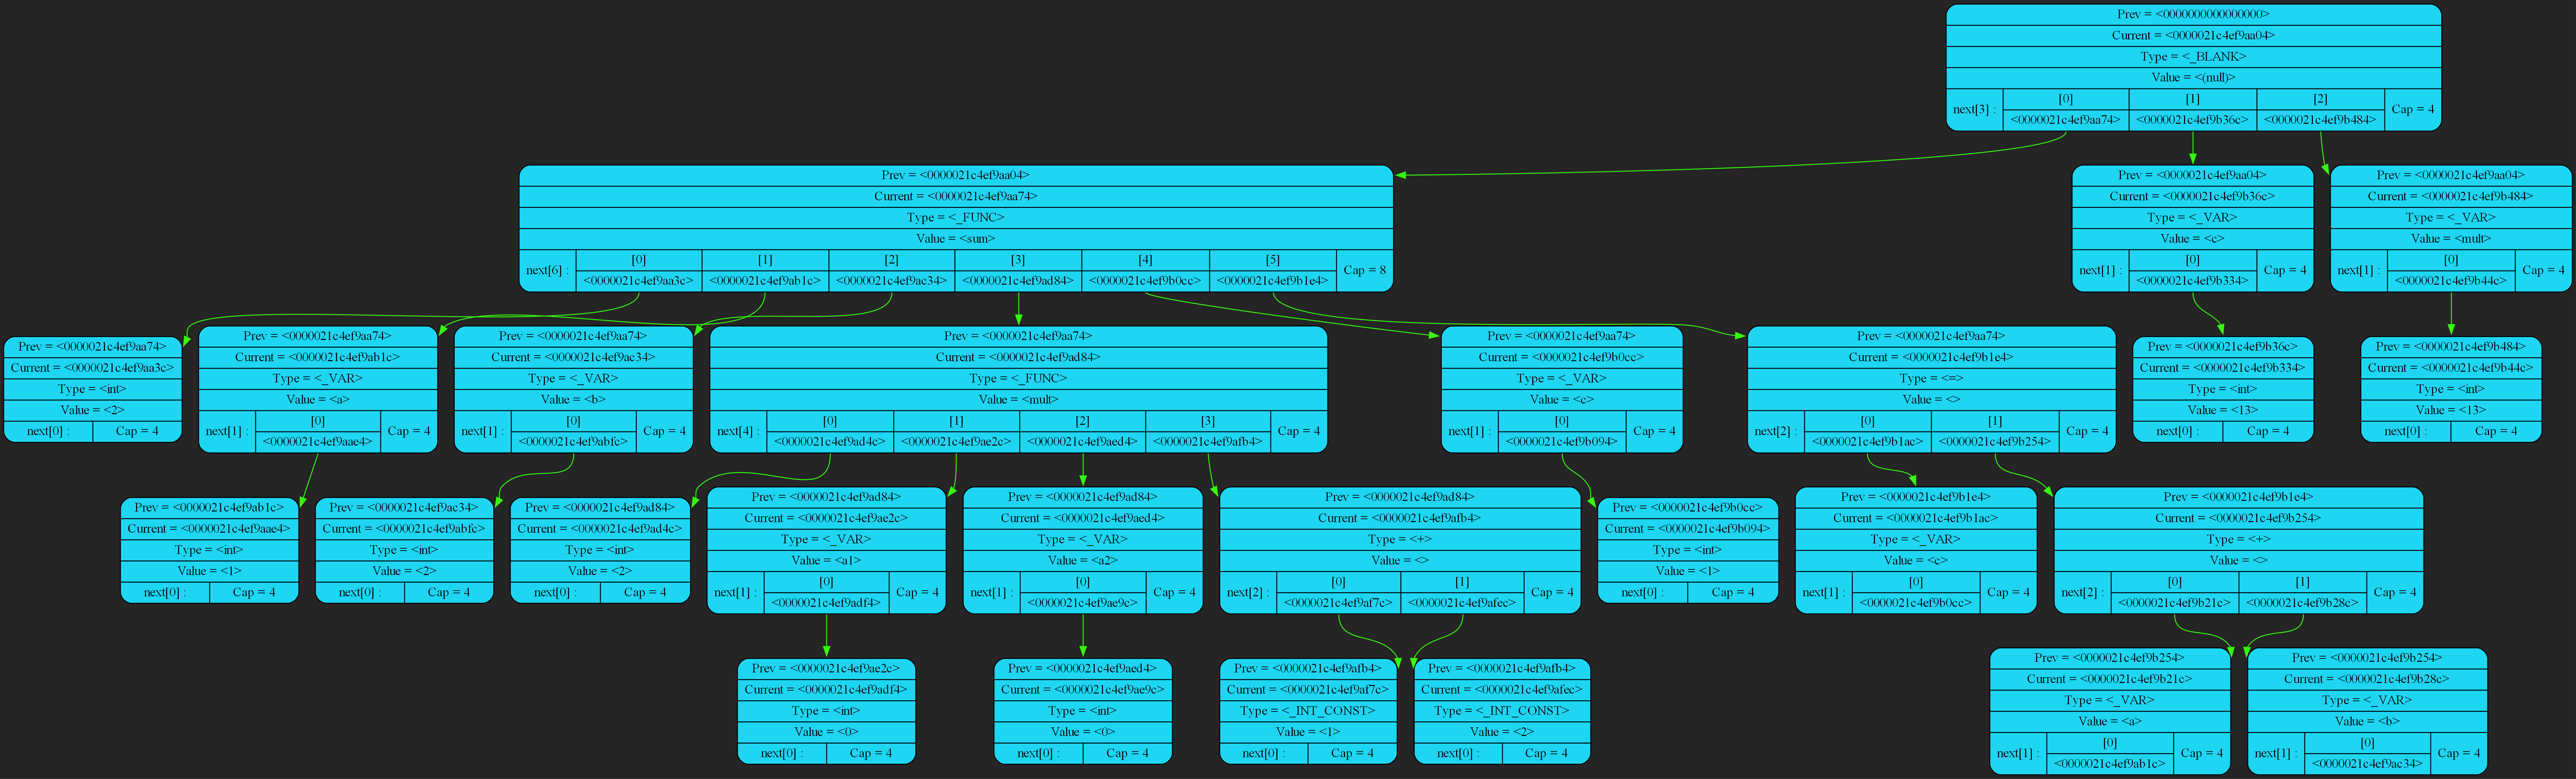 Prev = <0000000000000000>
Current = <0000021c4ef9aa04>
Type = <_BLANK>
Value = <(null)>
next[3] : [0] [1] [2] Cap = 4
<0000021c4ef9aa74> <0000021c4ef9b36c> <0000021c4ef9b484>
Prev = <0000021c4ef9aa04>
Current = <0000021c4ef9aa74>
Type = <_FUNC>
Value = <sum>
next[6] : [0] [1] [2] [3] [4] [5] Cap = 8
<0000021c4ef9aa3c> <0000021c4ef9ab1c> <0000021c4ef9ac34> <0000021c4ef9ad84> <0000021c4ef9b0cc> <0000021c4ef9b1e4>
Prev = <0000021c4ef9aa04>
Current = <0000021c4ef9b36c>
Type = <_VAR>
Value = <c>
next[1] : [0] Cap = 4
<0000021c4ef9b334>
Prev = <0000021c4ef9aa04>
Current = <0000021c4ef9b484>
Type = <_VAR>
Value = <mult>
next[1] : [0] Cap = 4
<0000021c4ef9b44c>
Prev = <0000021c4ef9aa74>
Current = <0000021c4ef9aa3c>
Type = <int>
Value = <2>
next[0] : Cap = 4
Prev = <0000021c4ef9aa74>
Current = <0000021c4ef9ab1c>
Type = <_VAR>
Value = <a>
next[1] : [0] Cap = 4
<0000021c4ef9aae4>
Prev = <0000021c4ef9aa74>
Current = <0000021c4ef9ac34>
Type = <_VAR>
Value = <b>
next[1] : [0] Cap = 4
<0000021c4ef9abfc>
Prev = <0000021c4ef9aa74>
Current = <0000021c4ef9ad84>
Type = <_FUNC>
Value = <mult>
next[4] : [0] [1] [2] [3] Cap = 4
<0000021c4ef9ad4c> <0000021c4ef9ae2c> <0000021c4ef9aed4> <0000021c4ef9afb4>
Prev = <0000021c4ef9aa74>
Current = <0000021c4ef9b0cc>
Type = <_VAR>
Value = <c>
next[1] : [0] Cap = 4
<0000021c4ef9b094>
Prev = <0000021c4ef9aa74>
Current = <0000021c4ef9b1e4>
Type = <=>
Value = <>
next[2] : [0] [1] Cap = 4
<0000021c4ef9b1ac> <0000021c4ef9b254>
Prev = <0000021c4ef9b36c>
Current = <0000021c4ef9b334>
Type = <int>
Value = <13>
next[0] : Cap = 4
Prev = <0000021c4ef9b484>
Current = <0000021c4ef9b44c>
Type = <int>
Value = <13>
next[0] : Cap = 4
Prev = <0000021c4ef9ab1c>
Current = <0000021c4ef9aae4>
Type = <int>
Value = <1>
next[0] : Cap = 4
Prev = <0000021c4ef9ac34>
Current = <0000021c4ef9abfc>
Type = <int>
Value = <2>
next[0] : Cap = 4
Prev = <0000021c4ef9ad84>
Current = <0000021c4ef9ad4c>
Type = <int>
Value = <2>
next[0] : Cap = 4
Prev = <0000021c4ef9ad84>
Current = <0000021c4ef9ae2c>
Type = <_VAR>
Value = <a1>
next[1] : [0] Cap = 4
<0000021c4ef9adf4>
Prev = <0000021c4ef9ad84>
Current = <0000021c4ef9aed4>
Type = <_VAR>
Value = <a2>
next[1] : [0] Cap = 4
<0000021c4ef9ae9c>
Prev = <0000021c4ef9ad84>
Current = <0000021c4ef9afb4>
Type = <+>
Value = <>
next[2] : [0] [1] Cap = 4
<0000021c4ef9af7c> <0000021c4ef9afec>
Prev = <0000021c4ef9b0cc>
Current = <0000021c4ef9b094>
Type = <int>
Value = <1>
next[0] : Cap = 4
Prev = <0000021c4ef9b1e4>
Current = <0000021c4ef9b1ac>
Type = <_VAR>
Value = <c>
next[1] : [0] Cap = 4
<0000021c4ef9b0cc>
Prev = <0000021c4ef9b1e4>
Current = <0000021c4ef9b254>
Type = <+>
Value = <>
next[2] : [0] [1] Cap = 4
<0000021c4ef9b21c> <0000021c4ef9b28c>
Prev = <0000021c4ef9ae2c>
Current = <0000021c4ef9adf4>
Type = <int>
Value = <0>
next[0] : Cap = 4
Prev = <0000021c4ef9aed4>
Current = <0000021c4ef9ae9c>
Type = <int>
Value = <0>
next[0] : Cap = 4
Prev = <0000021c4ef9afb4>
Current = <0000021c4ef9af7c>
Type = <_INT_CONST>
Value = <1>
next[0] : Cap = 4
Prev = <0000021c4ef9afb4>
Current = <0000021c4ef9afec>
Type = <_INT_CONST>
Value = <2>
next[0] : Cap = 4
Prev = <0000021c4ef9b254>
Current = <0000021c4ef9b21c>
Type = <_VAR>
Value = <a>
next[1] : [0] Cap = 4
<0000021c4ef9ab1c>
Prev = <0000021c4ef9b254>
Current = <0000021c4ef9b28c>
Type = <_VAR>
Value = <b>
next[1] : [0] Cap = 4
<0000021c4ef9ac34>